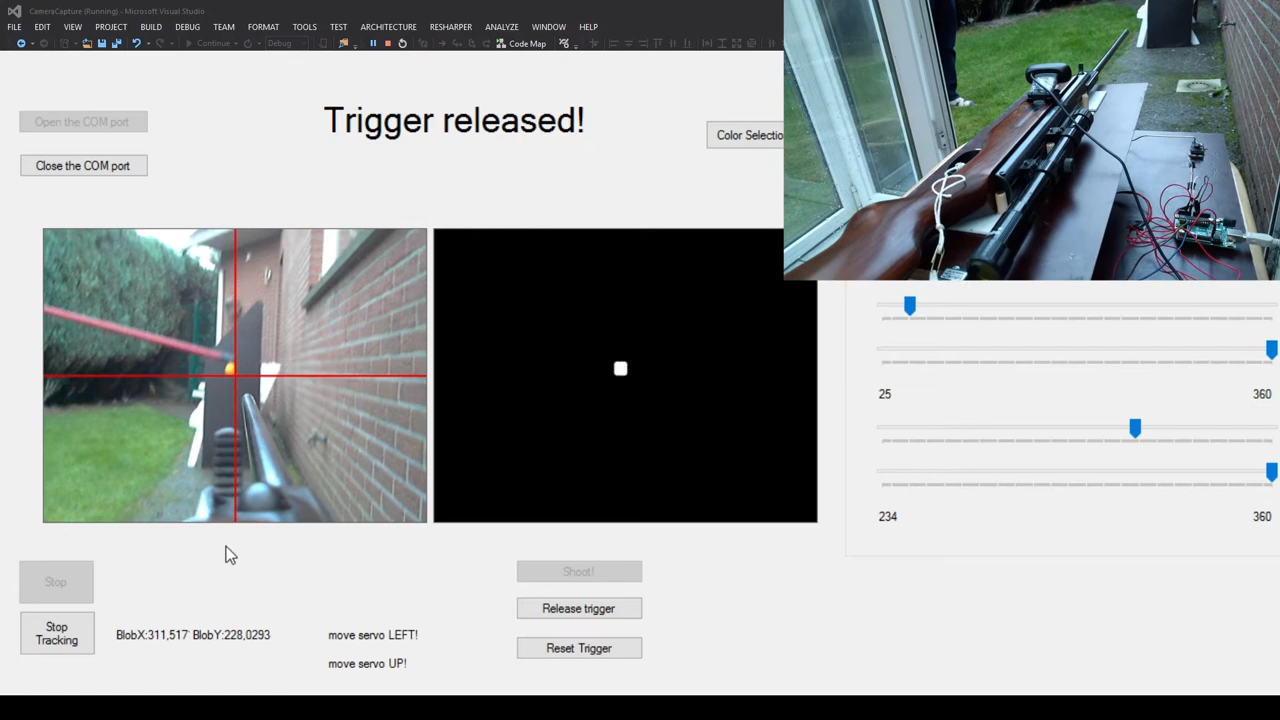 CameraCapture (Running) - Microsoft Visual Studio
FILE EDIT VIEW PROJECT BUILD DEBUG TEAM FORMAT TOOLS TEST ARCHITECTURE RESHARPER ANALYZE WINDOW HELP
Continue Debug Code Map
Open the COM port
Trigger released!
Color Selectio
Close the COM port
25 360
234 360
Stop
Shoot!
Release trigger
Stop
Tracking
BlobX:311,517 BlobY:228,0293
move servo LEFT!
Reset Trigger
move servo UP!